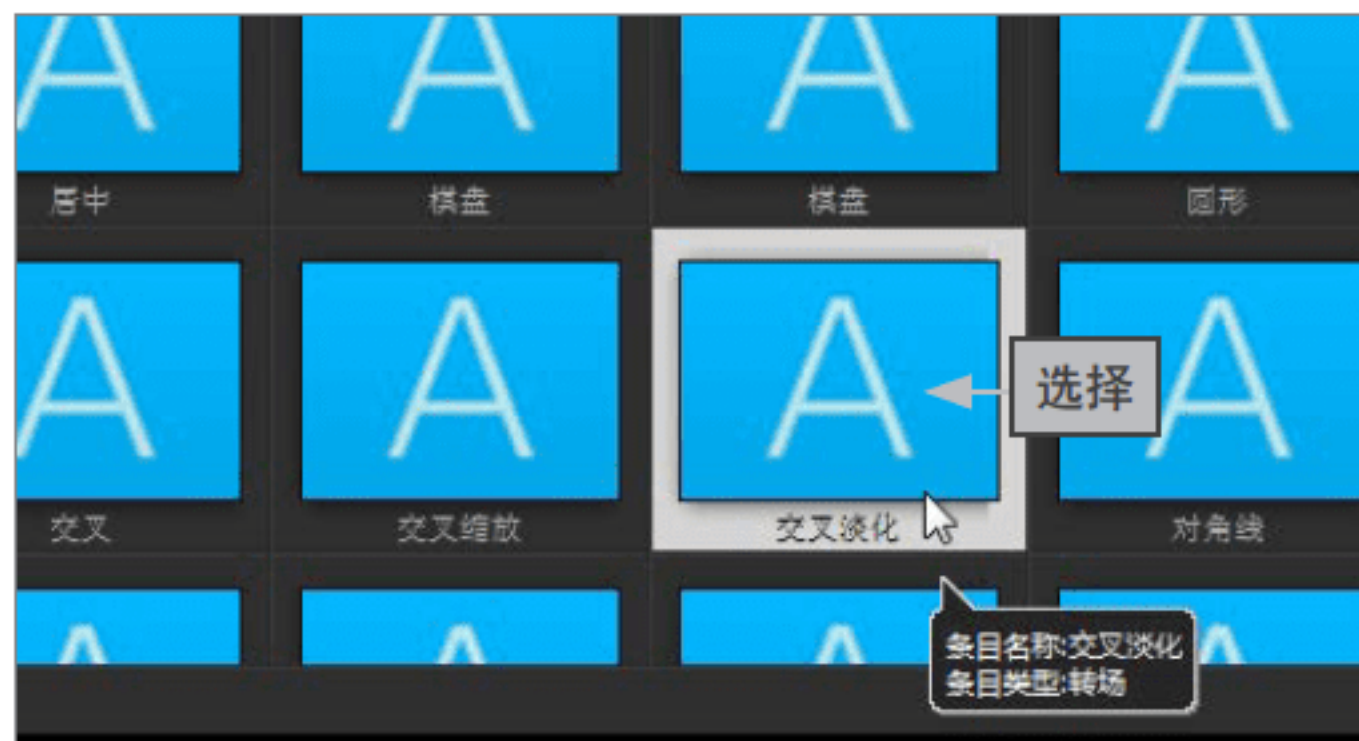 A A A A
居中 棋盘 棋盘 圆形
A A A A
选择
交叉 交叉缩放 交叉淡化 对角线
条目名称:交叉淡化
条目类型:转场